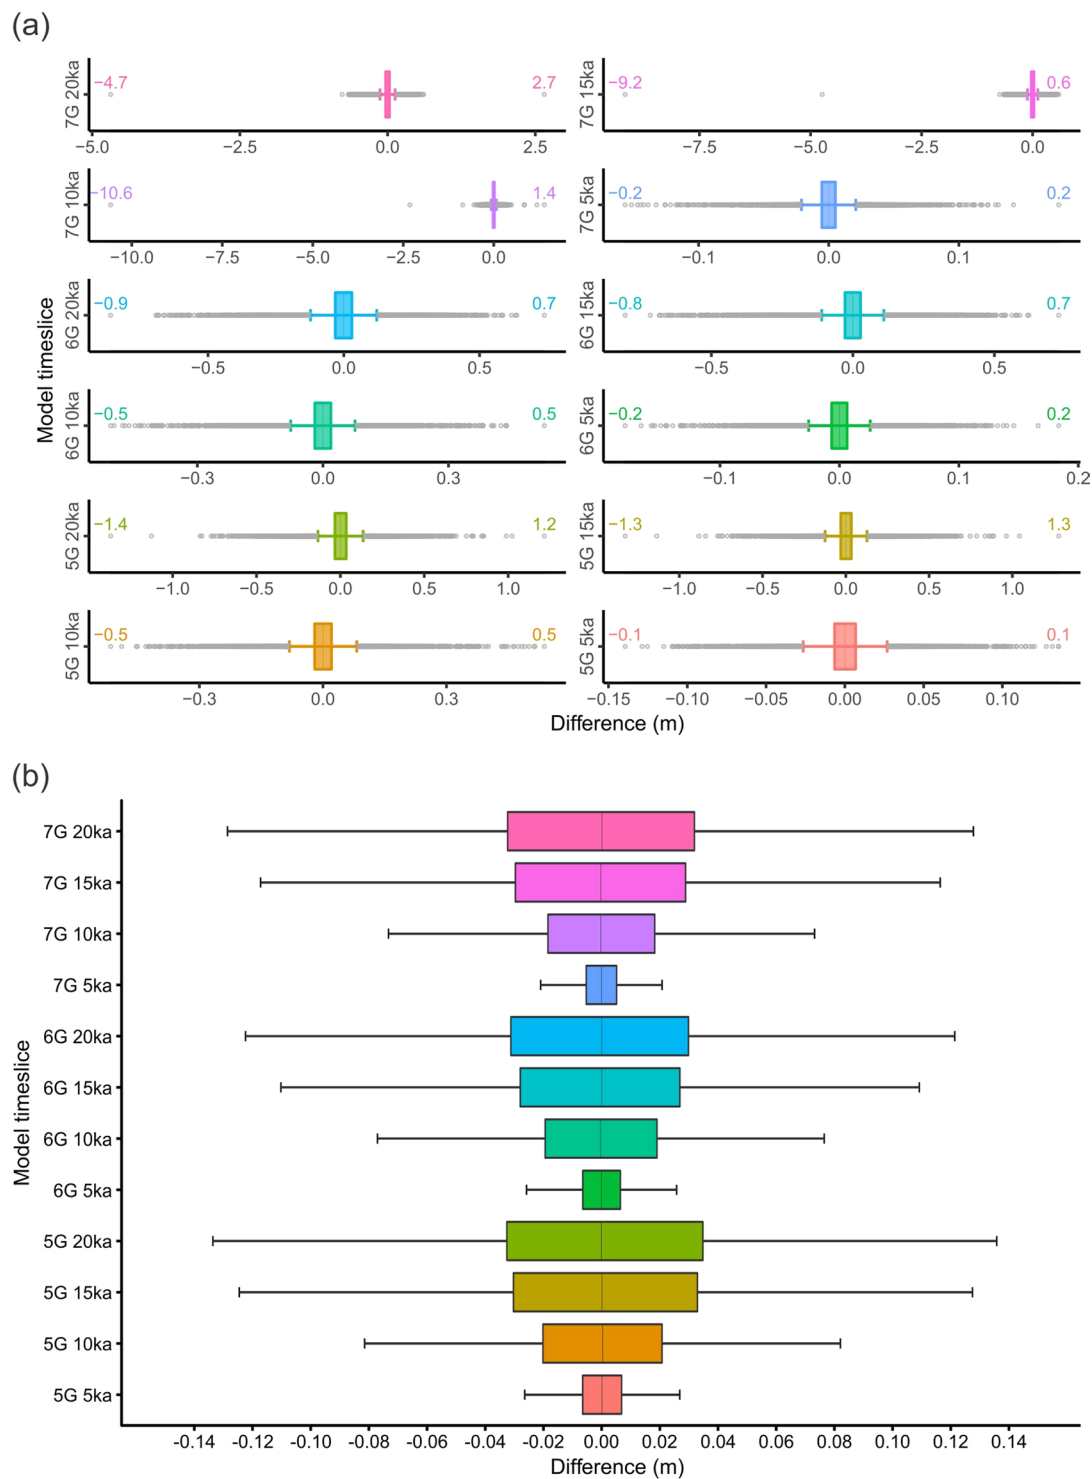 (a)
7G 20ka
−4.7
2.7
−5.0 −2.5 0.0 2.5
7G 15ka
−9.2
0.6
−7.5 −5.0 −2.5 0.0
7G 10ka
−10.6
1.4
−10.0 −7.5 −5.0 −2.5 0.0
7G 5ka
−0.2
0.2
−0.1 0.0 0.1
Model timeslice
6G 20ka
−0.9
0.7
−0.5 0.0 0.5
6G 15ka
−0.8
0.7
−0.5 0.0 0.5
6G 10ka
−0.5
0.5
−0.3 0.0 0.3
6G 5ka
−0.2
0.2
−0.1 0.0 0.1 0.2
5G 20ka
−1.4
1.2
−1.0 −0.5 0.0 0.5 1.0
5G 15ka
−1.3
1.3
−1.0 −0.5 0.0 0.5 1.0
5G 10ka
−0.5
0.5
−0.3 0.0 0.3
5G 5ka
−0.1
0.1
−0.15 −0.10 −0.05 0.00 0.05 0.10
Difference (m)
(b)
Model timeslice
7G 20ka
7G 15ka
7G 10ka
7G 5ka
6G 20ka
6G 15ka
6G 10ka
6G 5ka
5G 20ka
5G 15ka
5G 10ka
5G 5ka
-0.14 -0.12 -0.10 -0.08 -0.06 -0.04 -0.02 0.00 0.02 0.04 0.06 0.08 0.10 0.12 0.14
Difference (m)